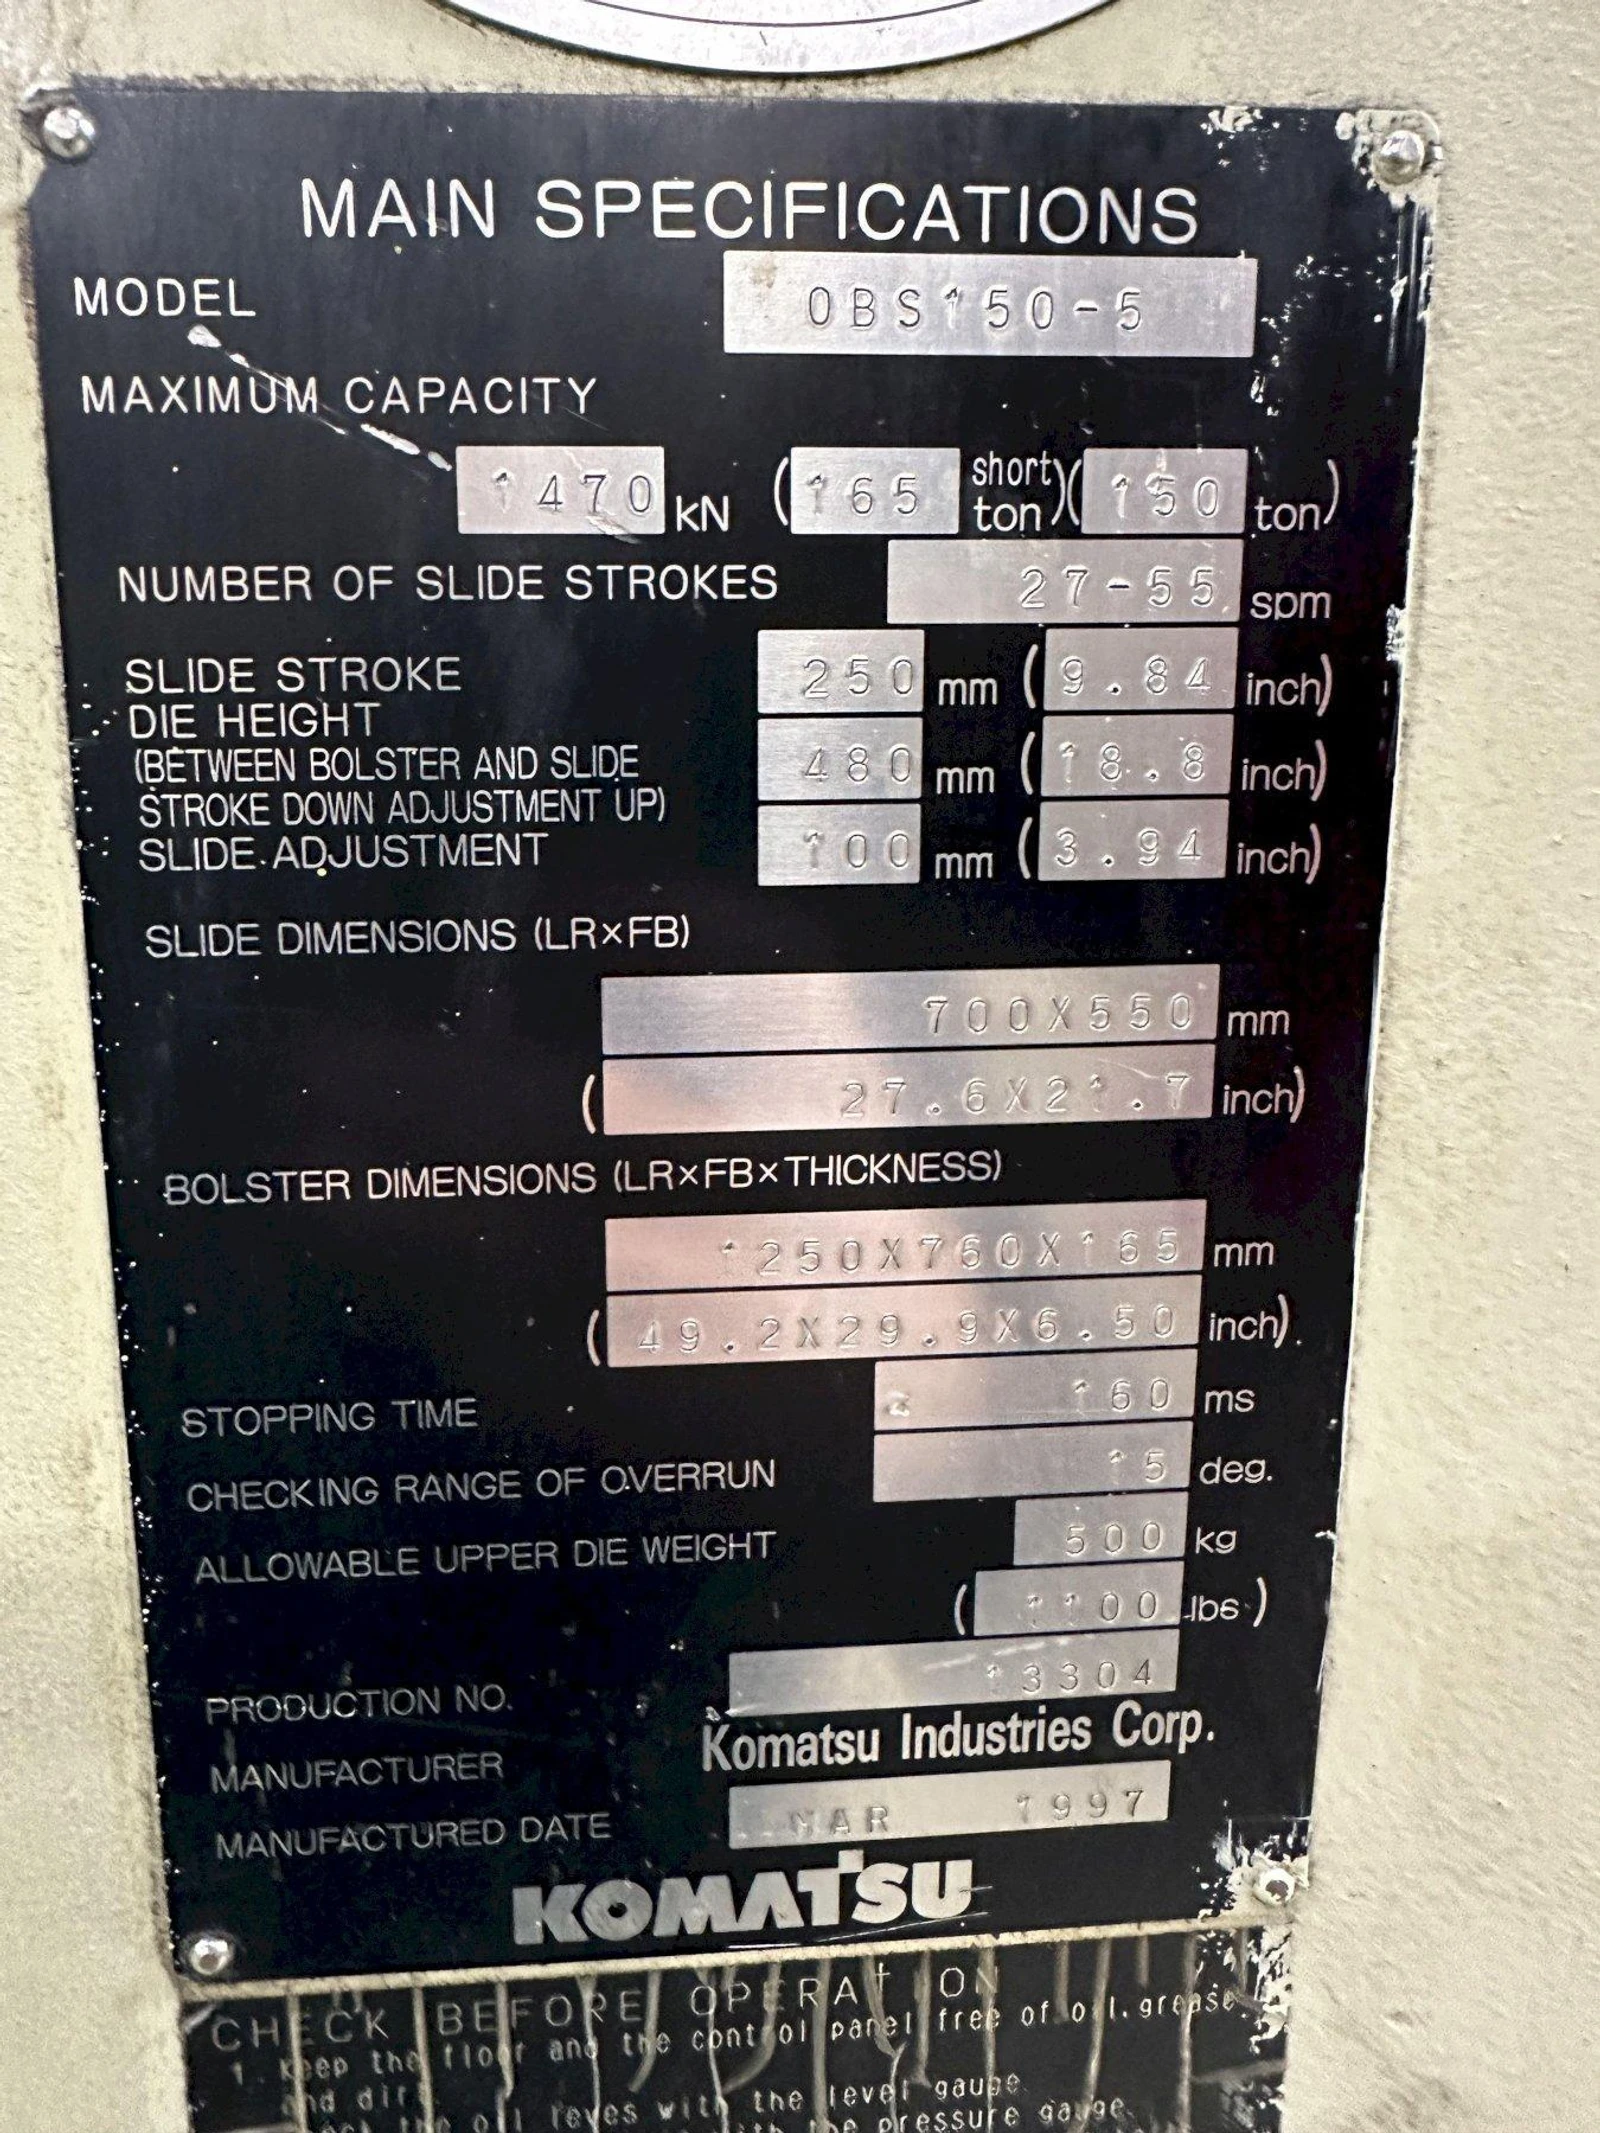 MAIN SPECIFICATIONS
MODEL OBS150-5
MAXIMUM CAPACITY
1470 kN (165 short ton)(150 ton)
NUMBER OF SLIDE STROKES 27-55 spm
SLIDE STROKE 250 mm (9.84 inch)
DIE HEIGHT
(BETWEEN BOLSTER AND SLIDE 480 mm (18.8 inch)
STROKE DOWN ADJUSTMENT UP)
SLIDE ADJUSTMENT 100 mm (3.94 inch)
SLIDE DIMENSIONS (LR×FB)
700X550 mm
(27.6X21.7 inch)
BOLSTER DIMENSIONS (LR×FB×THICKNESS)
1250X760X165 mm
(49.2X29.9X6.50 inch)
STOPPING TIME 160 ms
CHECKING RANGE OF OVERRUN 15 deg.
ALLOWABLE UPPER DIE WEIGHT 500 kg
(1100 lbs)
PRODUCTION NO. 13304
MANUFACTURER Komatsu Industries Corp.
MANUFACTURED DATE MAR 1997
KOMATSU
CHECK BEFORE OPERATION
1. Keep the floor and the control panel free of oil, grease
and dirt
the oil with the level gauge
the pressure gauge